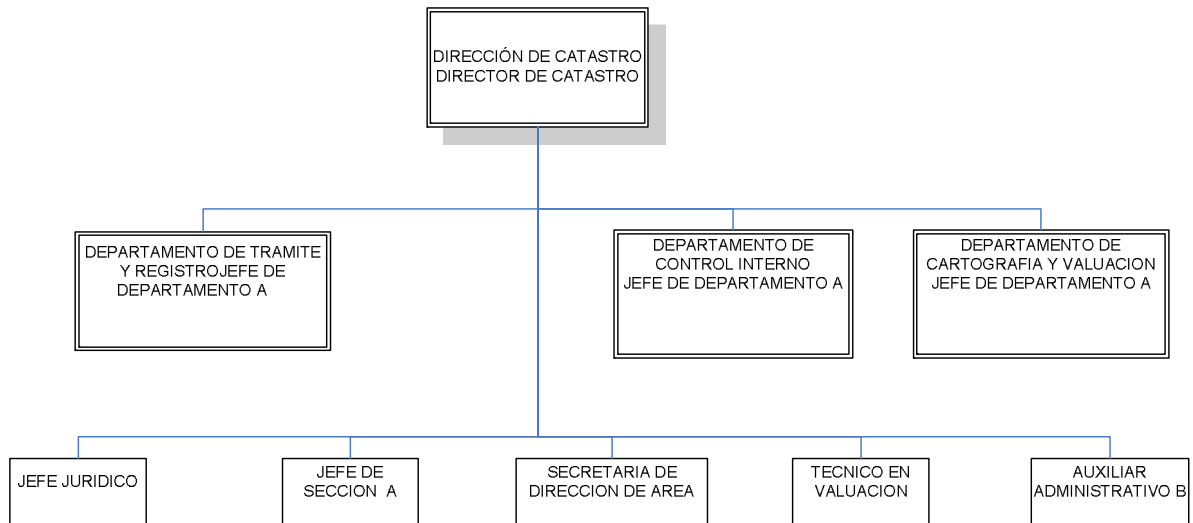 DIRECCIÓN DE CATASTRO
DIRECTOR DE CATASTRO
DEPARTAMENTO DE TRAMITE
Y REGISTROJEFE DE
DEPARTAMENTO A
DEPARTAMENTO DE
CONTROL INTERNO
JEFE DE DEPARTAMENTO A
DEPARTAMENTO DE
CARTOGRAFIA Y VALUACION
JEFE DE DEPARTAMENTO A
JEFE JURIDICO
JEFE DE
SECCION A
SECRETARIA DE
DIRECCION DE AREA
TECNICO EN
VALUACION
AUXILIAR
ADMINISTRATIVO B